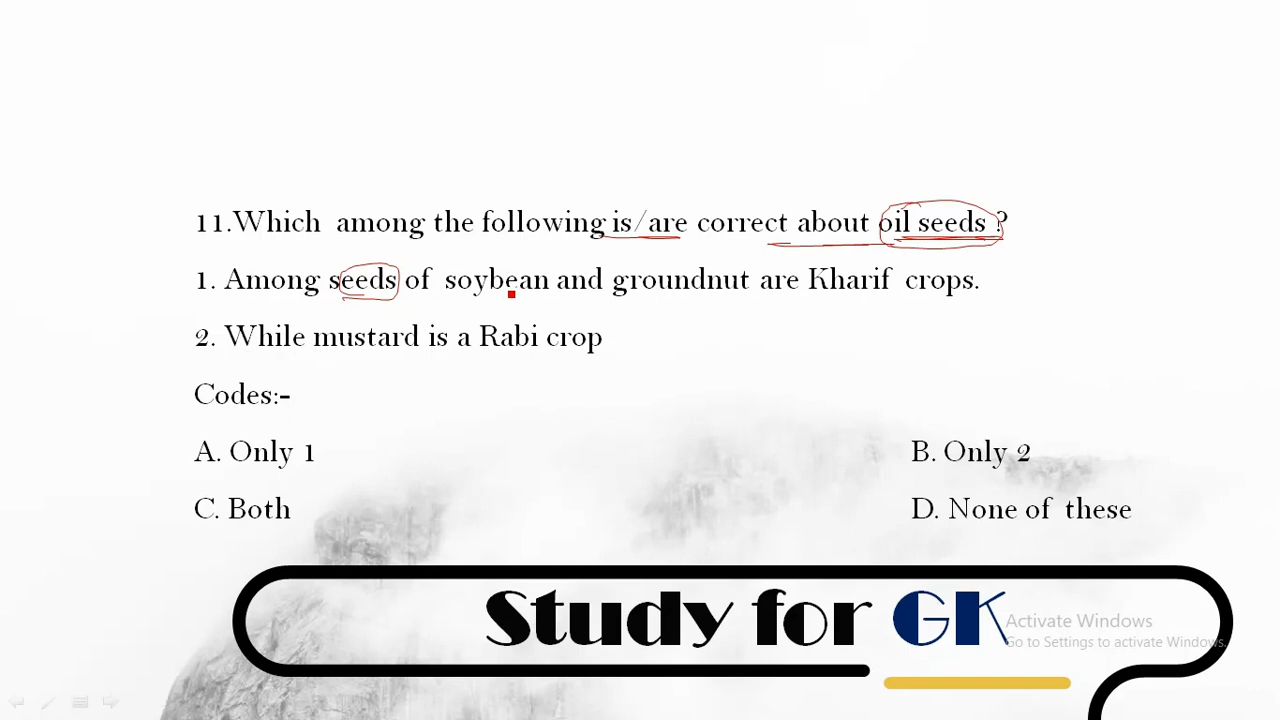 11.Which among the following is/are correct about oil seeds ?
1. Among seeds of soybean and groundnut are Kharif crops.
2. While mustard is a Rabi crop
Codes:-
A. Only 1
B. Only 2
C. Both
D. None of these
Study for GK
Activate Windows
Go to Settings to activate Windows.